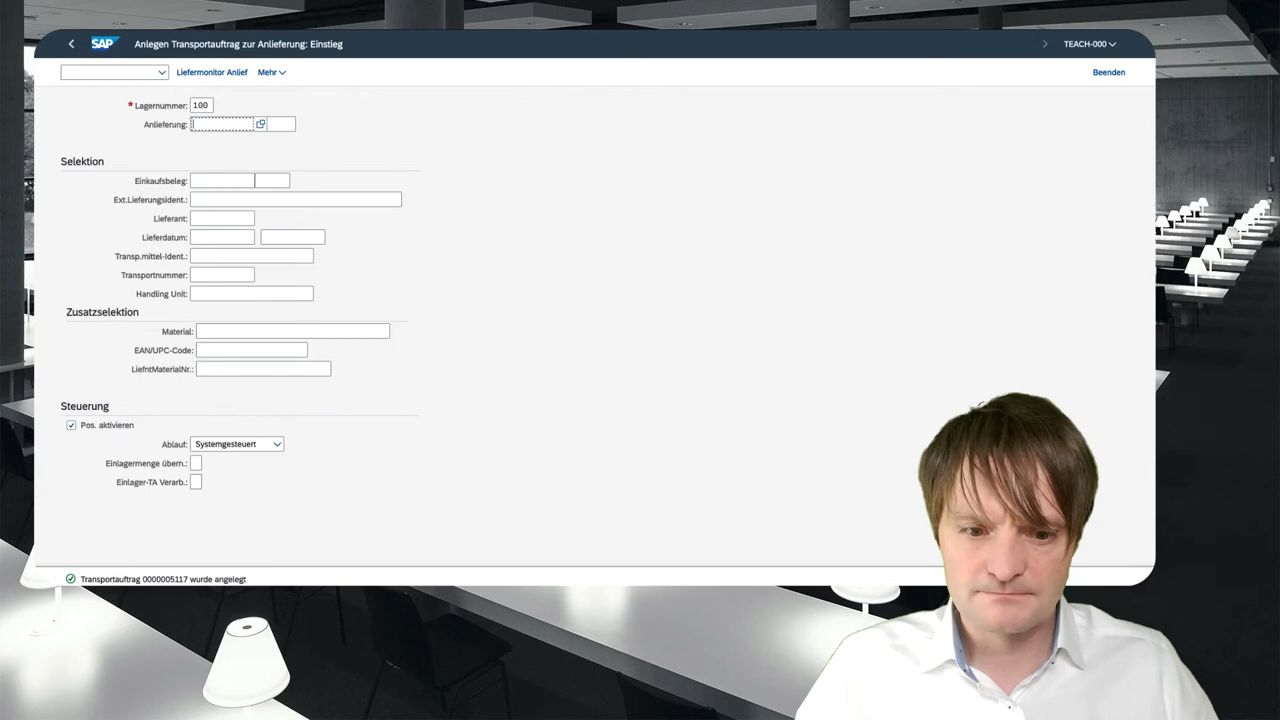 SAP Anlegen Transportauftrag zur Anlieferung: Einstieg TEACH-000
Liefermonitor Anlief Mehr Beenden
* Lagernummer: 100
Anlieferung:
Selektion
Einkaufsbeleg:
Ext.Lieferungsident.:
Lieferant:
Lieferdatum:
Transp.mittel-Ident.:
Transportnummer:
Handling Unit:
Zusatzselektion
Material:
EAN/UPC-Code:
LiefntMaterialNr.:
Steuerung
Pos. aktivieren
Ablauf: Systemgesteuert
Einlagermenge übern.:
Einlager-TA Verarb.:
Transportauftrag 0000005117 wurde angelegt